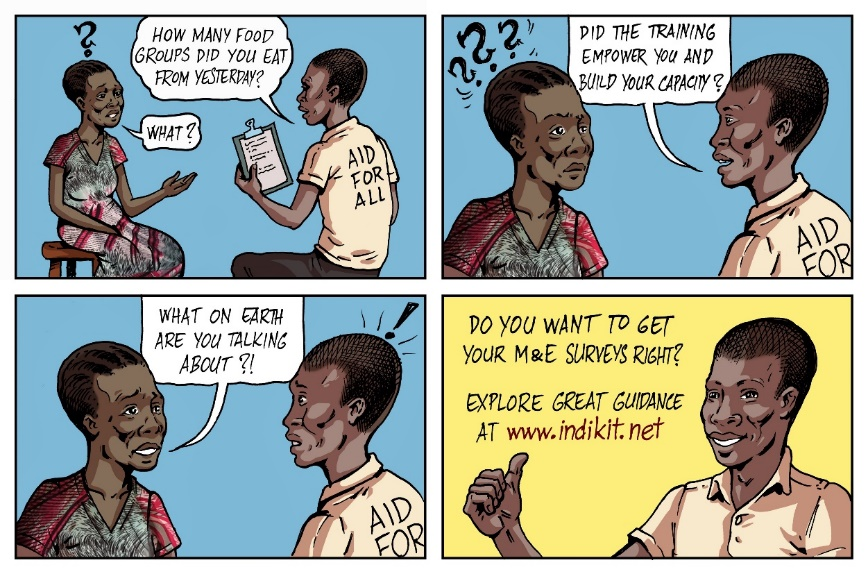 ?
HOW MANY FOOD
GROUPS DID YOU EAT
FROM YESTERDAY?
WHAT?
AID
FOR
ALL
???
DID THE TRAINING
EMPOWER YOU AND
BUILD YOUR CAPACITY?
AID
FOR
WHAT ON EARTH
ARE YOU TALKING
ABOUT?!
!
AID
FOR
DO YOU WANT TO GET
YOUR M&E SURVEYS RIGHT?
EXPLORE GREAT GUIDANCE
AT www.indikit.net